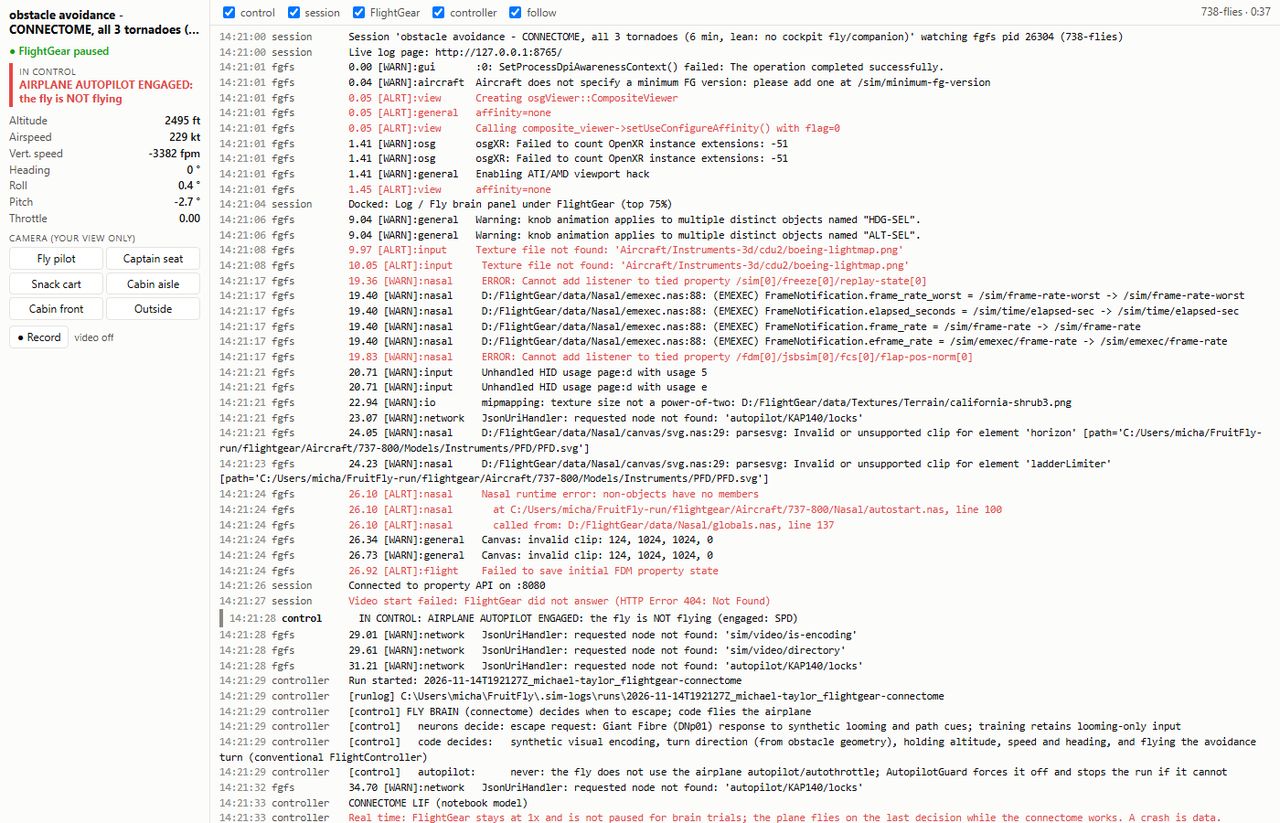 obstacle avoidance -
CONNECTOME, all 3 tornadoes (...
● FlightGear paused
IN CONTROL
AIRPLANE AUTOPILOT ENGAGED:
the fly is NOT flying
Altitude 2495 ft
Airspeed 229 kt
Vert. speed -3382 fpm
Heading 0 °
Roll 0.4 °
Pitch -2.7 °
Throttle 0.00
CAMERA (YOUR VIEW ONLY)
Fly pilot Captain seat
Snack cart Cabin aisle
Cabin front Outside
● Record video off
control session FlightGear controller follow 738-flies · 0:37
14:21:00 session Session 'obstacle avoidance - CONNECTOME, all 3 tornadoes (6 min, lean: no cockpit fly/companion)' watching fgfs pid 26304 (738-flies)
14:21:00 session Live log page: http://127.0.0.1:8765/
14:21:01 fgfs 0.00 [WARN]:gui :0: SetProcessDpiAwarenessContext() failed: The operation completed successfully.
14:21:01 fgfs 0.04 [WARN]:aircraft Aircraft does not specify a minimum FG version: please add one at /sim/minimum-fg-version
14:21:01 fgfs 0.05 [ALRT]:view Creating osgViewer::CompositeViewer
14:21:01 fgfs 0.05 [ALRT]:general affinity=none
14:21:01 fgfs 0.05 [ALRT]:view Calling composite_viewer->setUseConfigureAffinity() with flag=0
14:21:01 fgfs 1.41 [WARN]:osg osgXR: Failed to count OpenXR instance extensions: -51
14:21:01 fgfs 1.41 [WARN]:osg osgXR: Failed to count OpenXR instance extensions: -51
14:21:01 fgfs 1.41 [WARN]:general Enabling ATI/AMD viewport hack
14:21:01 fgfs 1.45 [ALRT]:view affinity=none
14:21:04 session Docked: Log / Fly brain panel under FlightGear (top 75%)
14:21:06 fgfs 9.04 [WARN]:general Warning: knob animation applies to multiple distinct objects named "HDG-SEL".
14:21:06 fgfs 9.04 [WARN]:general Warning: knob animation applies to multiple distinct objects named "ALT-SEL".
14:21:08 fgfs 9.97 [ALRT]:input Texture file not found: 'Aircraft/Instruments-3d/cdu2/boeing-lightmap.png'
14:21:08 fgfs 10.05 [ALRT]:input Texture file not found: 'Aircraft/Instruments-3d/cdu2/boeing-lightmap.png'
14:21:17 fgfs 19.36 [WARN]:nasal ERROR: Cannot add listener to tied property /sim[0]/freeze[0]/replay-state[0]
14:21:17 fgfs 19.40 [WARN]:nasal D:/FlightGear/data/Nasal/emexec.nas:88: (EMEXEC) FrameNotification.frame_rate_worst = /sim/frame-rate-worst -> /sim/frame-rate-worst
14:21:17 fgfs 19.40 [WARN]:nasal D:/FlightGear/data/Nasal/emexec.nas:88: (EMEXEC) FrameNotification.elapsed_seconds = /sim/time/elapsed-sec -> /sim/time/elapsed-sec
14:21:17 fgfs 19.40 [WARN]:nasal D:/FlightGear/data/Nasal/emexec.nas:88: (EMEXEC) FrameNotification.frame_rate = /sim/frame-rate -> /sim/frame-rate
14:21:17 fgfs 19.40 [WARN]:nasal D:/FlightGear/data/Nasal/emexec.nas:88: (EMEXEC) FrameNotification.eframe_rate = /sim/emexec/frame-rate -> /sim/emexec/frame-rate
14:21:17 fgfs 19.83 [WARN]:nasal ERROR: Cannot add listener to tied property /fdm[0]/jsbsim[0]/fcs[0]/flap-pos-norm[0]
14:21:21 fgfs 20.71 [WARN]:input Unhandled HID usage page:d with usage 5
14:21:21 fgfs 20.71 [WARN]:input Unhandled HID usage page:d with usage e
14:21:21 fgfs 22.94 [WARN]:io mipmapping: texture size not a power-of-two: D:/FlightGear/data/Textures/Terrain/california-shrub3.png
14:21:21 fgfs 23.07 [WARN]:network JsonUriHandler: requested node not found: 'autopilot/KAP140/locks'
14:21:21 fgfs 24.05 [WARN]:nasal D:/FlightGear/data/Nasal/canvas/svg.nas:29: parsesvg: Invalid or unsupported clip for element 'horizon' [path='C:/Users/micha/FruitFly-
run/flightgear/Aircraft/737-800/Models/Instruments/PFD/PFD.svg']
14:21:23 fgfs 24.23 [WARN]:nasal D:/FlightGear/data/Nasal/canvas/svg.nas:29: parsesvg: Invalid or unsupported clip for element 'ladderLimiter'
[path='C:/Users/micha/FruitFly-run/flightgear/Aircraft/737-800/Models/Instruments/PFD/PFD.svg']
14:21:24 fgfs 26.10 [ALRT]:nasal Nasal runtime error: non-objects have no members
14:21:24 fgfs 26.10 [ALRT]:nasal at C:/Users/micha/FruitFly-run/flightgear/Aircraft/737-800/Nasal/autostart.nas, line 100
14:21:24 fgfs 26.10 [ALRT]:nasal called from: D:/FlightGear/data/Nasal/globals.nas, line 137
14:21:24 fgfs 26.34 [WARN]:general Canvas: invalid clip: 124, 1024, 1024, 0
14:21:24 fgfs 26.73 [WARN]:general Canvas: invalid clip: 124, 1024, 1024, 0
14:21:26 fgfs 26.92 [ALRT]:flight Failed to save initial FDM property state
14:21:26 session Connected to property API on :8080
14:21:27 session Video start failed: FlightGear did not answer (HTTP Error 404: Not Found)
14:21:28 control IN CONTROL: AIRPLANE AUTOPILOT ENGAGED: the fly is NOT flying (engaged: SPD)
14:21:28 fgfs 29.01 [WARN]:network JsonUriHandler: requested node not found: 'sim/video/is-encoding'
14:21:28 fgfs 29.61 [WARN]:network JsonUriHandler: requested node not found: 'sim/video/directory'
14:21:28 fgfs 31.21 [WARN]:network JsonUriHandler: requested node not found: 'autopilot/KAP140/locks'
14:21:29 controller Run started: 2026-11-14T192127Z_michael-taylor_flightgear-connectome
14:21:29 controller [runlog] C:\Users\micha\FruitFly\.sim-logs\runs\2026-11-14T192127Z_michael-taylor_flightgear-connectome
14:21:29 controller [control] FLY BRAIN (connectome) decides when to escape; code flies the airplane
14:21:29 controller [control] neurons decide: escape request: Giant Fibre (DNp01) response to synthetic looming and path cues; training retains looming-only input
14:21:29 controller [control] code decides: synthetic visual encoding, turn direction (from obstacle geometry), holding altitude, speed and heading, and flying the avoidance
turn (conventional FlightController)
14:21:29 controller [control] autopilot: never: the fly does not use the airplane autopilot/autothrottle; AutopilotGuard forces it off and stops the run if it cannot
14:21:32 fgfs 34.70 [WARN]:network JsonUriHandler: requested node not found: 'autopilot/KAP140/locks'
14:21:33 controller CONNECTOME LIF (notebook model)
14:21:33 controller Real time: FlightGear stays at 1x and is not paused for brain trials; the plane flies on the last decision while the connectome works. A crash is data.